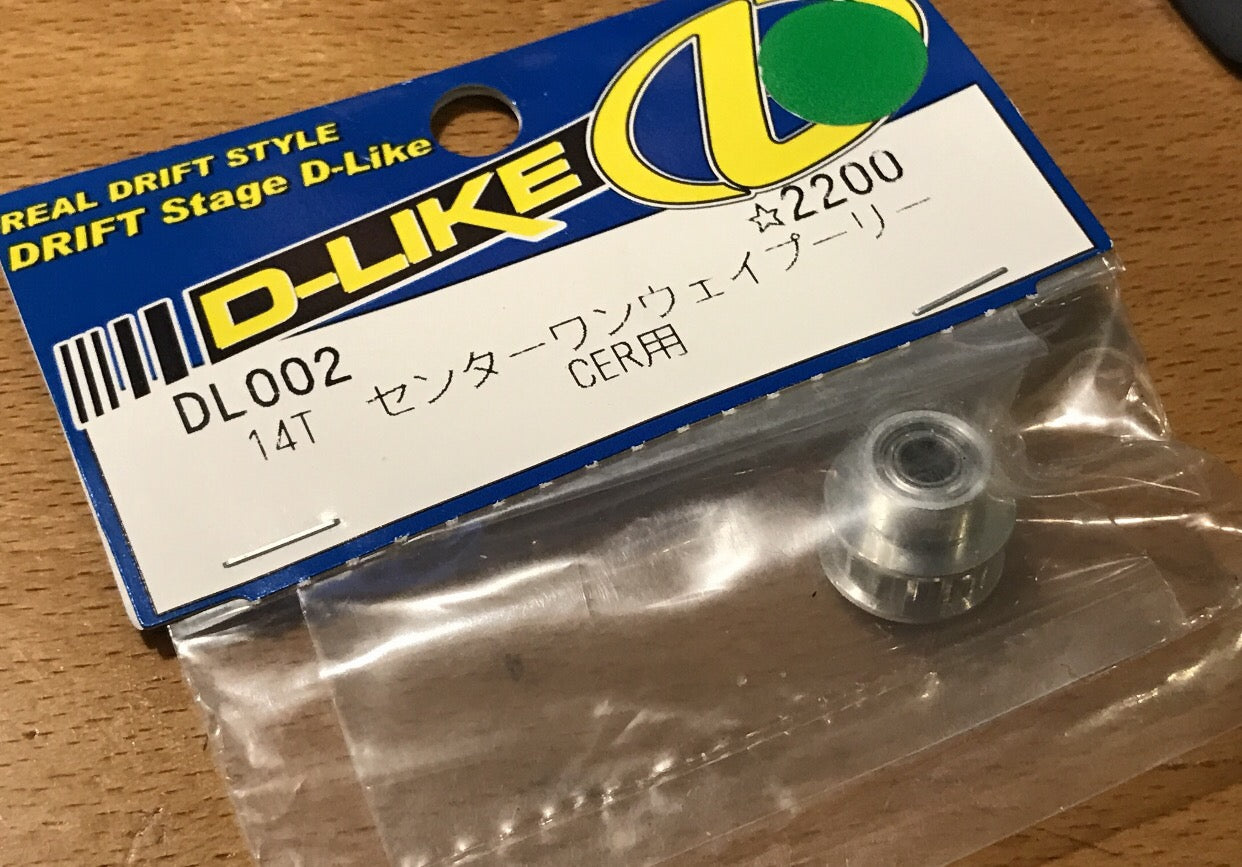 REAL DRIFT STYLE
DRIFT Stage D-Like
D-LIKE
DL002
☆2200
14T センターワンウェイプーリー
CER用